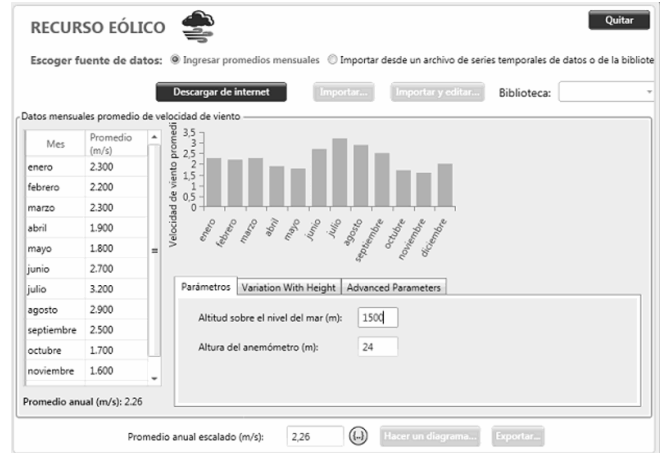 RECURSO EÓLICO
Quitar
Escoger fuente de datos: Ingresar promedios mensuales Importar desde un archivo de series temporales de datos o de la bibliote
Descargar de internet Importar... Importar y editar... Biblioteca:
Datos mensuales promedio de velocidad de viento
Mes Promedio (m/s)
enero 2.300
febrero 2.200
marzo 2.300
abril 1.900
mayo 1.800
junio 2.700
julio 3.200
agosto 2.900
septiembre 2.500
octubre 1.700
noviembre 1.600
Promedio anual (m/s): 2.26
Velocidad de viento promedi
3,5
3
2,5
2
1,5
1
0,5
0
enero febrero marzo abril mayo junio julio agosto septiembre octubre noviembre diciembre
Parámetros Variation With Height Advanced Parameters
Altitud sobre el nivel del mar (m): 1500
Altura del anemómetro (m): 24
Promedio anual escalado (m/s): 2,26 {..} Hacer un diagrama... Exportar...